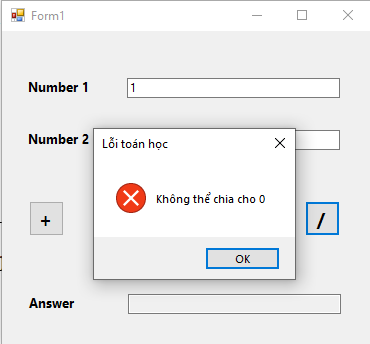 Form1
Number 1
1
Number 2
Lỗi toán học
Không thể chia cho 0
OK
+
/
Answer